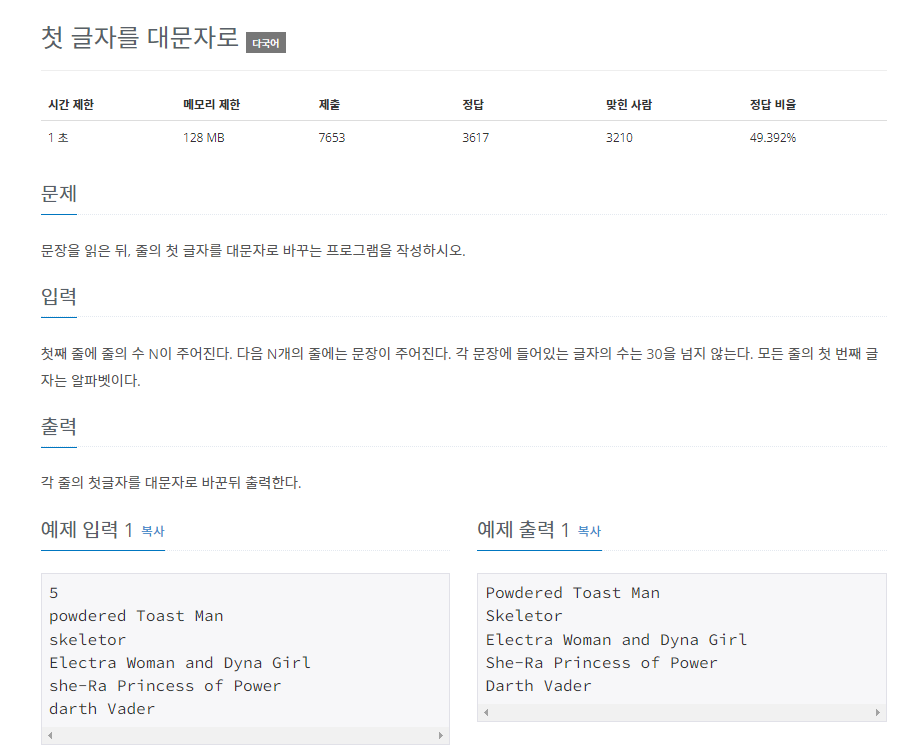 첫 글자를 대문자로 다국어
시간 제한 메모리 제한 제출 정답 맞힌 사람 정답 비율
1 초 128 MB 7653 3617 3210 49.392%
문제
문장을 읽은 뒤, 줄의 첫 글자를 대문자로 바꾸는 프로그램을 작성하시오.
입력
첫째 줄에 줄의 수 N이 주어진다. 다음 N개의 줄에는 문장이 주어진다. 각 문장에 들어있는 글자의 수는 30을 넘지 않는다. 모든 줄의 첫 번째 글
자는 알파벳이다.
출력
각 줄의 첫글자를 대문자로 바꾼뒤 출력한다.
예제 입력 1 복사
5
powdered Toast Man
skeletor
Electra Woman and Dyna Girl
she-Ra Princess of Power
darth Vader
예제 출력 1 복사
Powdered Toast Man
Skeletor
Electra Woman and Dyna Girl
She-Ra Princess of Power
Darth Vader